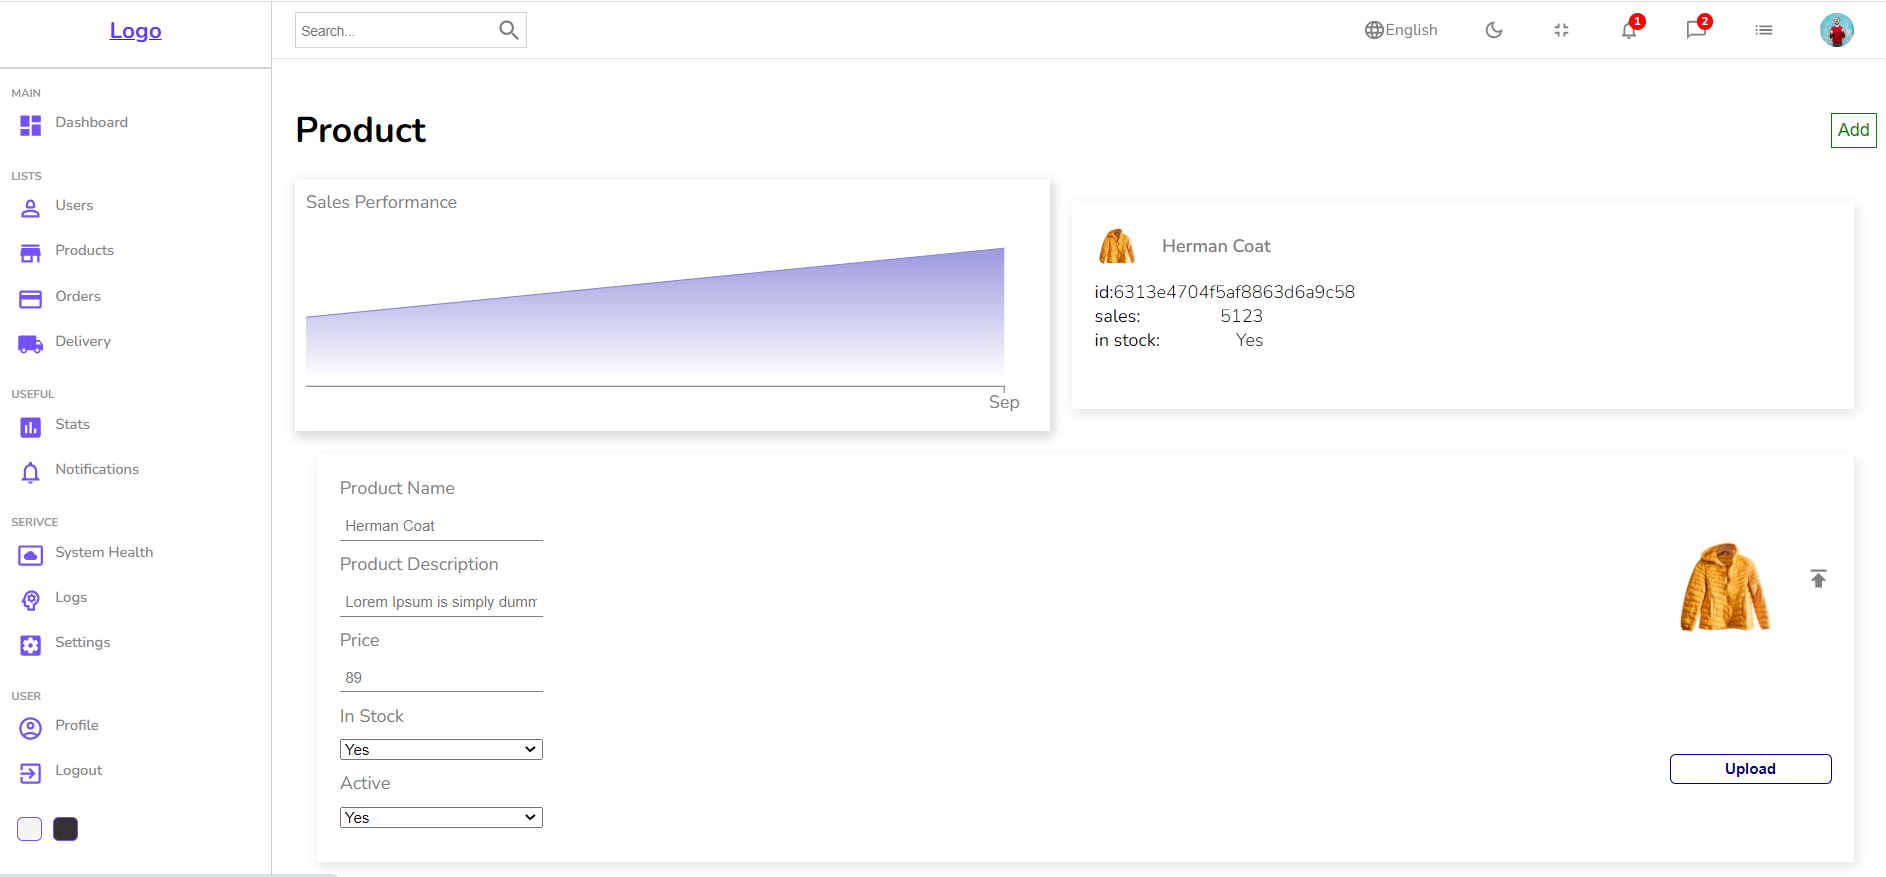 Logo
Search...
English
1
2
MAIN
Dashboard
LISTS
Users
Products
Orders
Delivery
USEFUL
Stats
Notifications
SERIVCE
System Health
Logs
Settings
USER
Profile
Logout
Product
Add
Sales Performance
Sep
Herman Coat
id:6313e4704f5af8863d6a9c58
sales: 5123
in stock: Yes
Product Name
Herman Coat
Product Description
Lorem Ipsum is simply dumm
Price
89
In Stock
Yes
Active
Yes
Upload